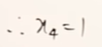 ∴ x₄ = 1